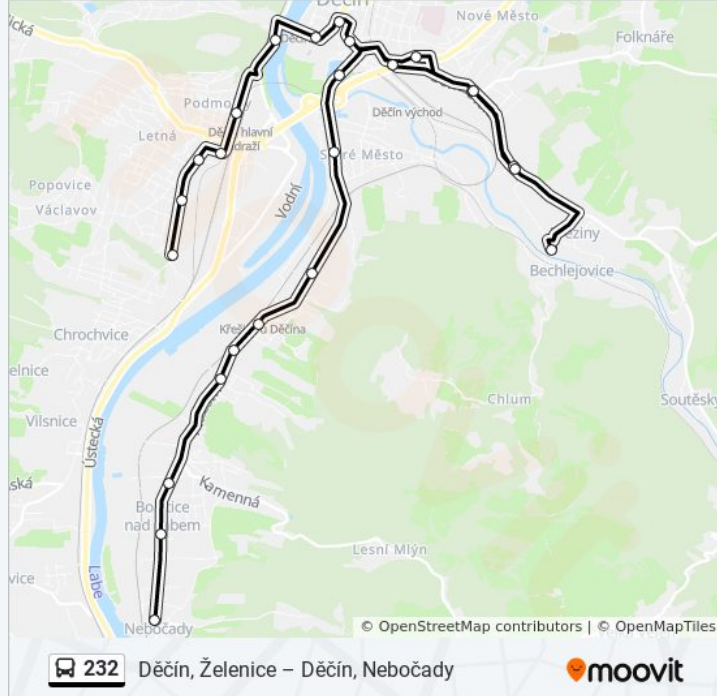 Děčín
Nové Město
Folknáře
Podmokly
Děčín východ
Letná
Děčín hlavní
nádraží
Staré Město
Popovice
Václavov
Vodní
Březiny
Bechlejovice
Chrochvice
Křešice u Děčína
Chlum
Soutěsky
Vilsnice
Ústecká
Kamenná
Boletice
nad Labem
Lesní Mlýn
Labe
Nebočady
© OpenStreetMap contributors | © OpenMapTiles
232 Děčín, Želenice – Děčín, Nebočady
moovit